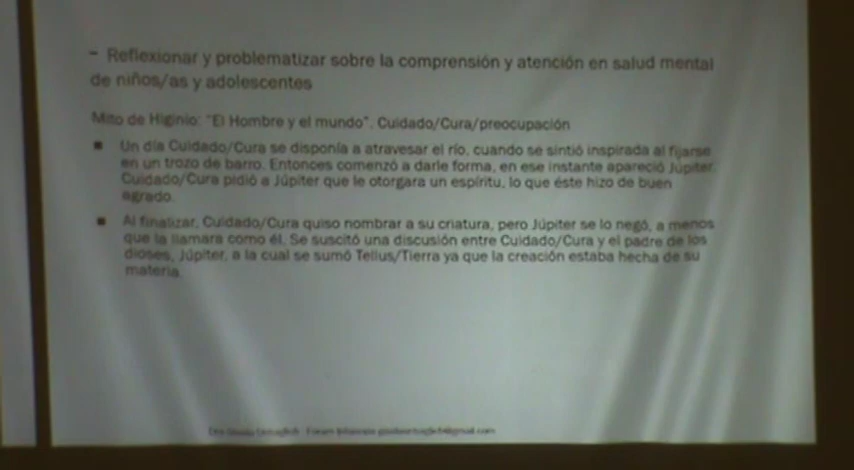 – Reflexionar y problematizar sobre la comprensión y atención en salud mental
de niños/as y adolescentes
Mito de Higinio: "El Hombre y el mundo". Cuidado/Cura/preocupación
■ Un día Cuidado/Cura se disponía a atravesar el río, cuando se sintió inspirada al fijarse
en un trozo de barro. Entonces comenzó a darle forma, en ese instante apareció Júpiter.
Cuidado/Cura pidió a Júpiter que le otorgara un espíritu, lo que éste hizo de buen
agrado.
■ Al finalizar, Cuidado/Cura quiso nombrar a su criatura, pero Júpiter se lo negó, a menos
que la llamara como él. Se suscitó una discusión entre Cuidado/Cura y el padre de los
dioses, Júpiter, a la cual se sumó Tellus/Tierra ya que la creación estaba hecha de su
materia.